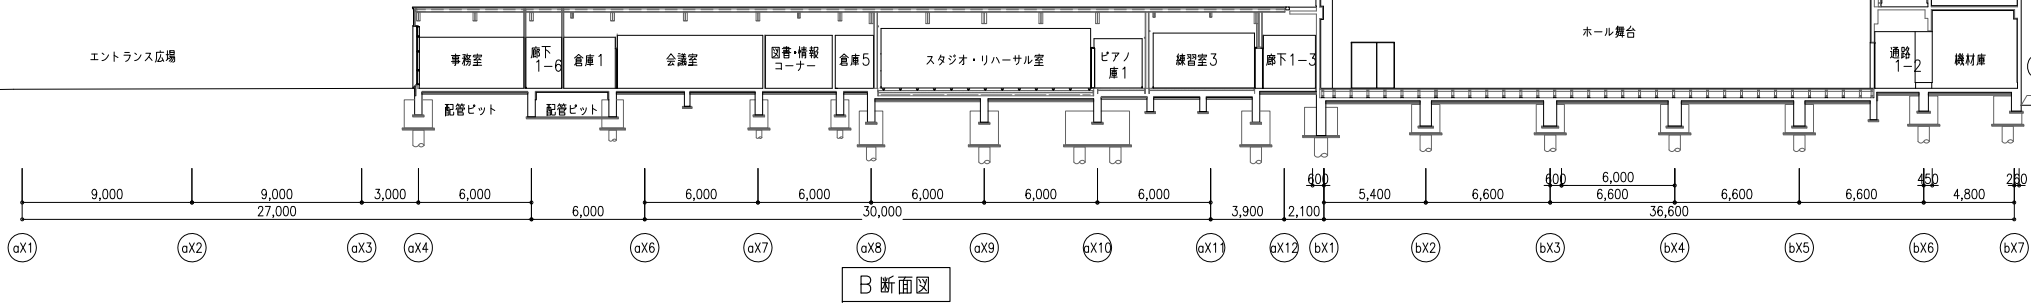 エントランス広場
事務室
廊下
1-6
倉庫1
会議室
図書・情報
コーナー
倉庫5
スタジオ・リハーサル室
ピアノ
庫1
練習室3
廊下1-3
ホール舞台
通路
1-2
機材庫
配管ピット
配管ピット
9,000
9,000
3,000
6,000
6,000
6,000
6,000
6,000
6,000
600
5,400
6,600
600
6,000
6,600
6,600
6,600
450
4,800
260
27,000
6,000
30,000
3,900
2,100
36,600
aX1
aX2
aX3
aX4
aX6
aX7
aX8
aX9
aX10
aX11
aX12
bX1
bX2
bX3
bX4
bX5
bX6
bX7
B 断面図